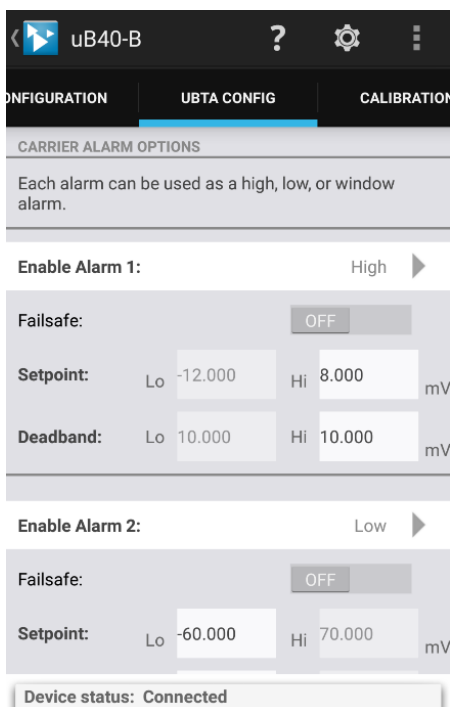 uB40-B ?
ONFIGURATION UBTA CONFIG CALIBRATION
CARRIER ALARM OPTIONS
Each alarm can be used as a high, low, or window
alarm.
Enable Alarm 1: High
Failsafe: OFF
Setpoint: Lo -12.000 Hi 8.000 mV
Deadband: Lo 10.000 Hi 10.000 mV
Enable Alarm 2: Low
Failsafe: OFF
Setpoint: Lo -60.000 Hi 70.000 mV
Device status: Connected